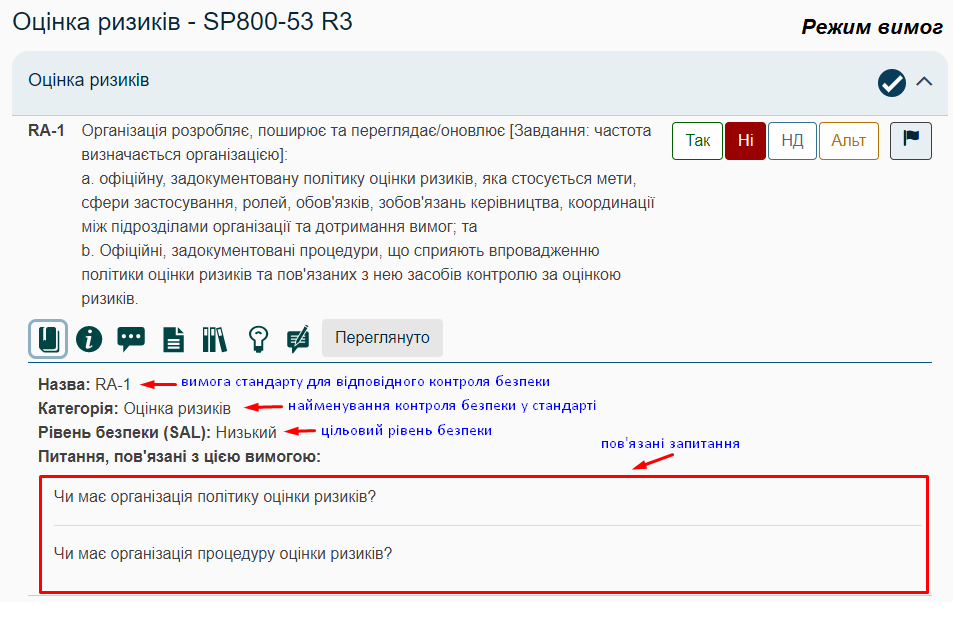 Оцінка ризиків - SP800-53 R3
Режим вимог
Оцінка ризиків
RA-1 Організація розробляє, поширює та переглядає/оновлює [Завдання: частота
визначається організацією]:
а. офіційну, задокументовану політику оцінки ризиків, яка стосується мети,
сфери застосування, ролей, обов'язків, зобов'язань керівництва, координації
між підрозділами організації та дотримання вимог; та
b. Офіційні, задокументовані процедури, що сприяють впровадженню
політики оцінки ризиків та пов'язаних з нею засобів контролю за оцінкою
ризиків.
Так Ні НД Альт
Переглянуто
Назва: RA-1 вимога стандарту для відповідного контроля безпеки
Категорія: Оцінка ризиків найменування контроля безпеки у стандарті
Рівень безпеки (SAL): Низький цільовий рівень безпеки
Питання, пов'язані з цією вимогою: пов'язані запитання
Чи має організація політику оцінки ризиків?
Чи має організація процедуру оцінки ризиків?